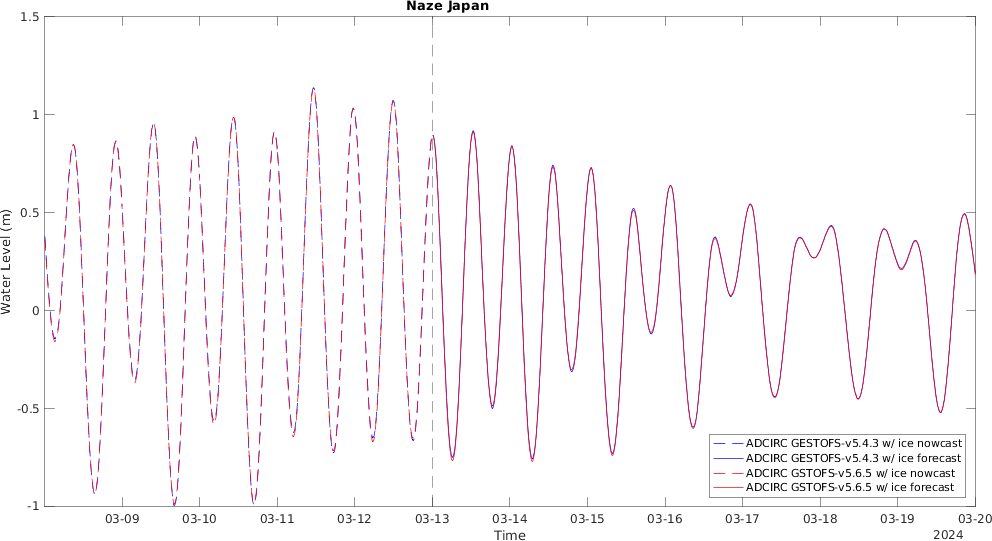 Naze Japan
1.5
1
0.5
0
-0.5
-1
Water Level (m)
ADCIRC GESTOFS-v5.4.3 w/ ice nowcast
ADCIRC GESTOFS-v5.4.3 w/ ice forecast
ADCIRC GSTOFS-v5.6.5 w/ ice nowcast
ADCIRC GSTOFS-v5.6.5 w/ ice forecast
03-09 03-10 03-11 03-12 03-13 03-14 03-15 03-16 03-17 03-18 03-19 03-20
Time
2024